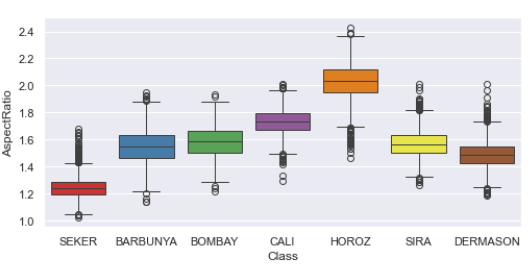 2.4
2.2
2.0
1.8
1.6
1.4
1.2
1.0
AspectRatio
SEKER BARBUNYA BOMBAY CALI HOROZ SIRA DERMASON
Class